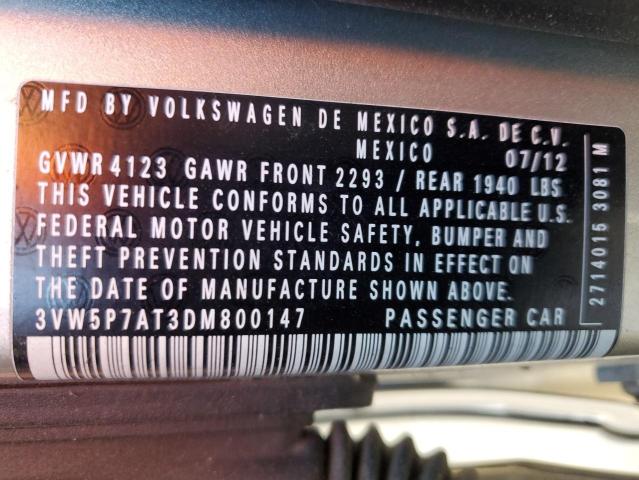 MFD BY VOLKSWAGEN DE MEXICO S.A. DE C.V.
MEXICO 07/12
GVWR 4123 GAWR FRONT 2293 / REAR 1940 LBS
THIS VEHICLE CONFORMS TO ALL APPLICABLE U.S.
FEDERAL MOTOR VEHICLE SAFETY, BUMPER AND
THEFT PREVENTION STANDARDS IN EFFECT ON
THE DATE OF MANUFACTURE SHOWN ABOVE.
3VW5P7AT3DM800147 PASSENGER CAR
2714015 3081 M